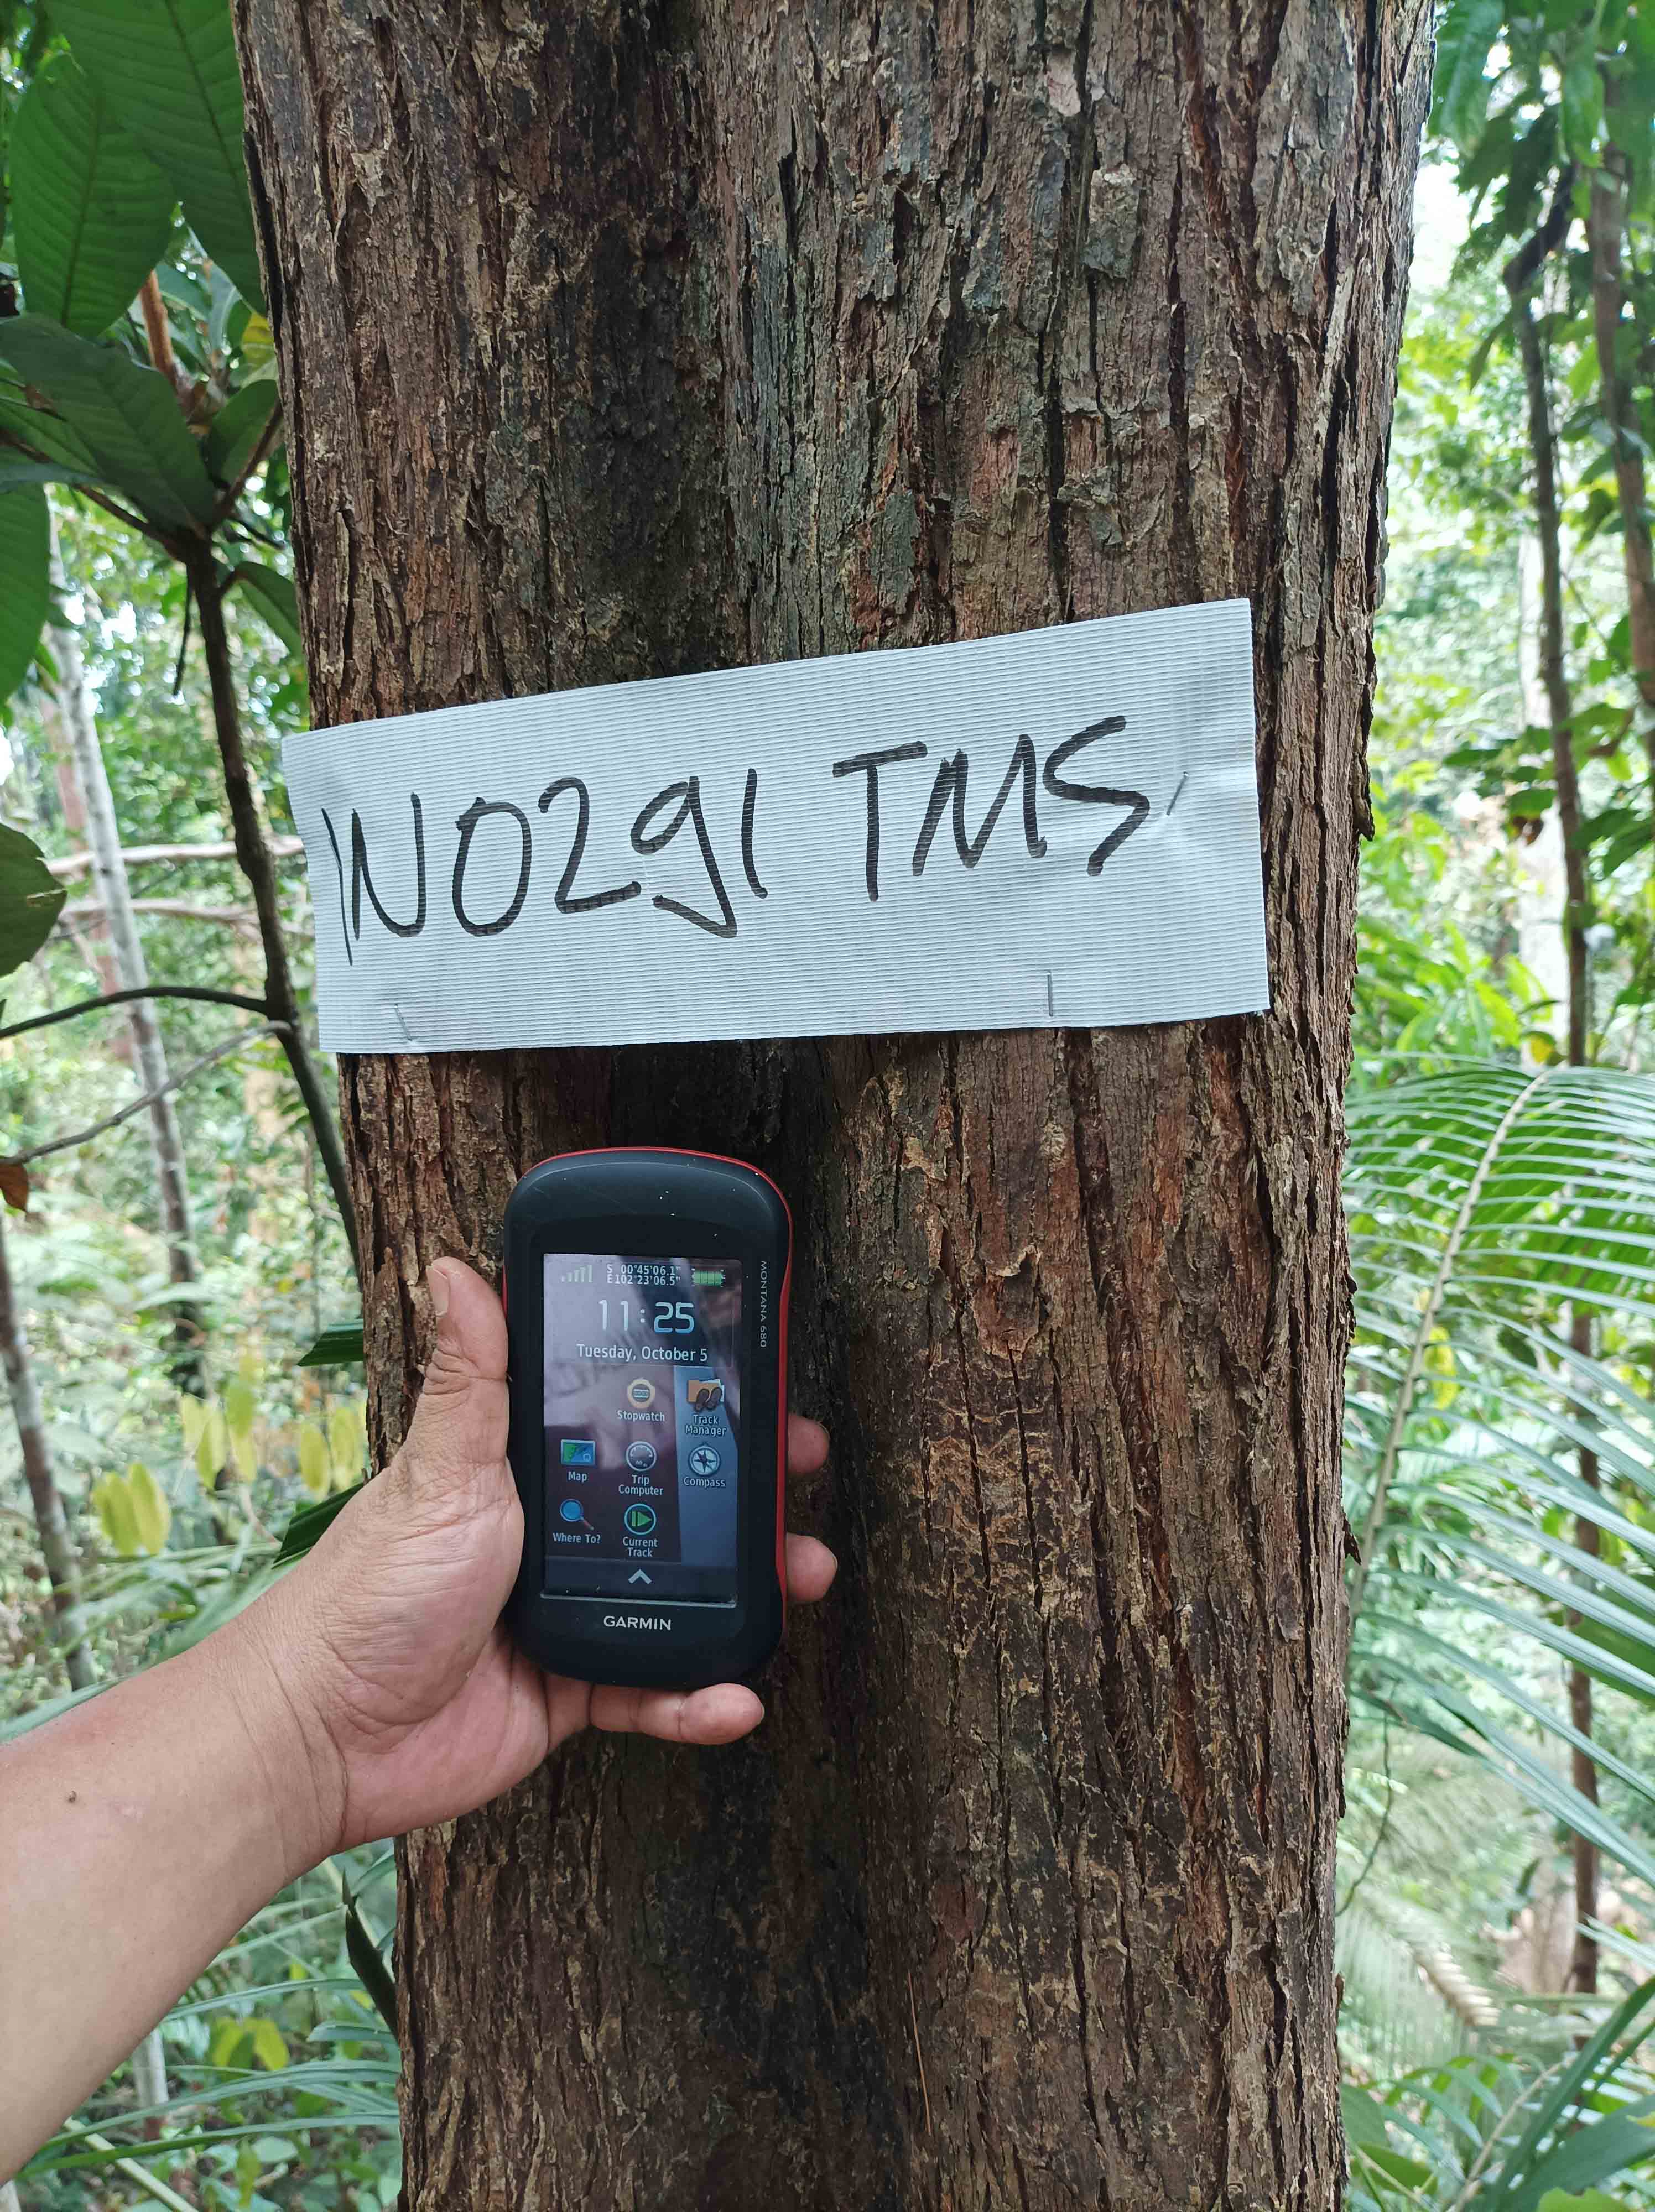 NO291 TMS
S 00°45'06.1"
E102°23'06.5"
11:25
Tuesday, October 5
Stopwatch
Track Manager
Map
Trip Computer
Compass
Where To?
Current Track
GARMIN
MONTANA 680